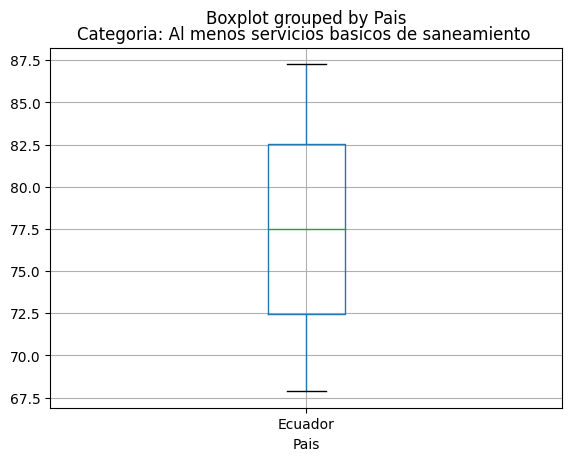 Boxplot grouped by Pais
Categoria: Al menos servicios basicos de saneamiento
87.5
85.0
82.5
80.0
77.5
75.0
72.5
70.0
67.5
Ecuador
Pais